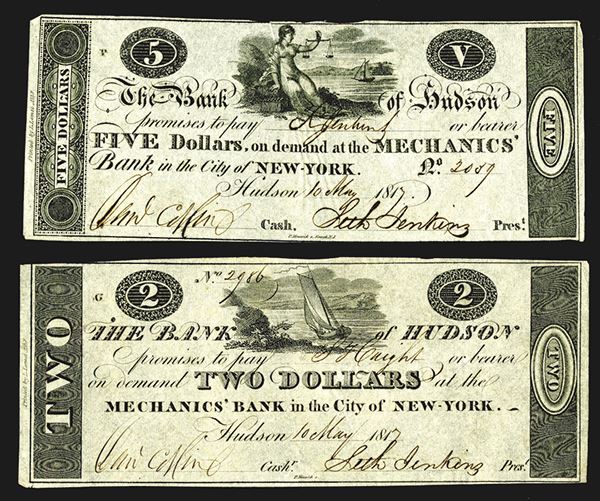 P
5
V
The Bank of Hudson
promises to pay S. Jenkins or bearer
FIVE Dollars, on demand at the MECHANICS'
Bank in the City of NEW-YORK. No 2009
Hudson 10 May 1817
Cash. Seth Jenkins Pres.t
FIVE DOLLARS
FIVE
G
2
No 2986
2
THE BANK of HUDSON
promises to pay or bearer
on demand TWO DOLLARS at the
MECHANICS' BANK in the City of NEW-YORK.
Hudson 10 May 1817
Cash.r Seth Jenkins Pres.t
TWO
TWO